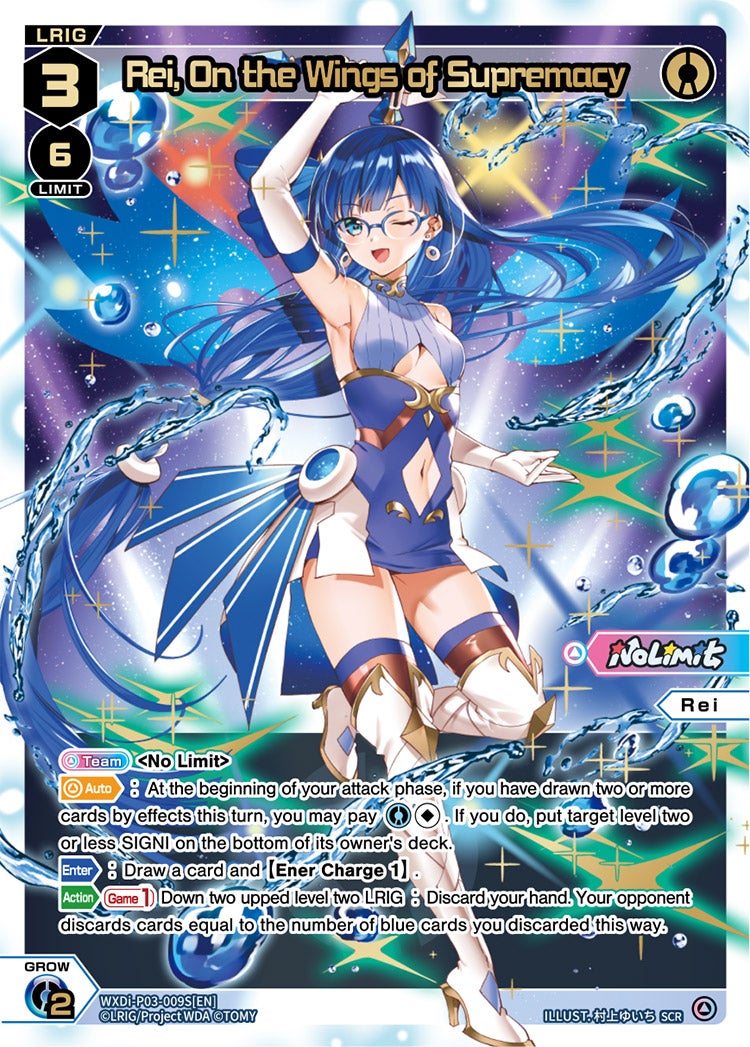 LRIG
3
Rei, On the Wings of Supremacy
6
LIMIT
NoLimit
Rei
Team <No Limit>
Auto : At the beginning of your attack phase, if you have drawn two or more
cards by effects this turn, you may pay . If you do, put target level two
or less SIGNI on the bottom of its owner's deck.
Enter : Draw a card and 【Ener Charge 1】.
Action Game 1 Down two upped level two LRIG : Discard your hand. Your opponent
discards cards equal to the number of blue cards you discarded this way.
GROW
2
WXDi-P03-009S[EN]
©LRIG/Project WDA ©TOMY
ILLUST. 村上ゆいち SCR